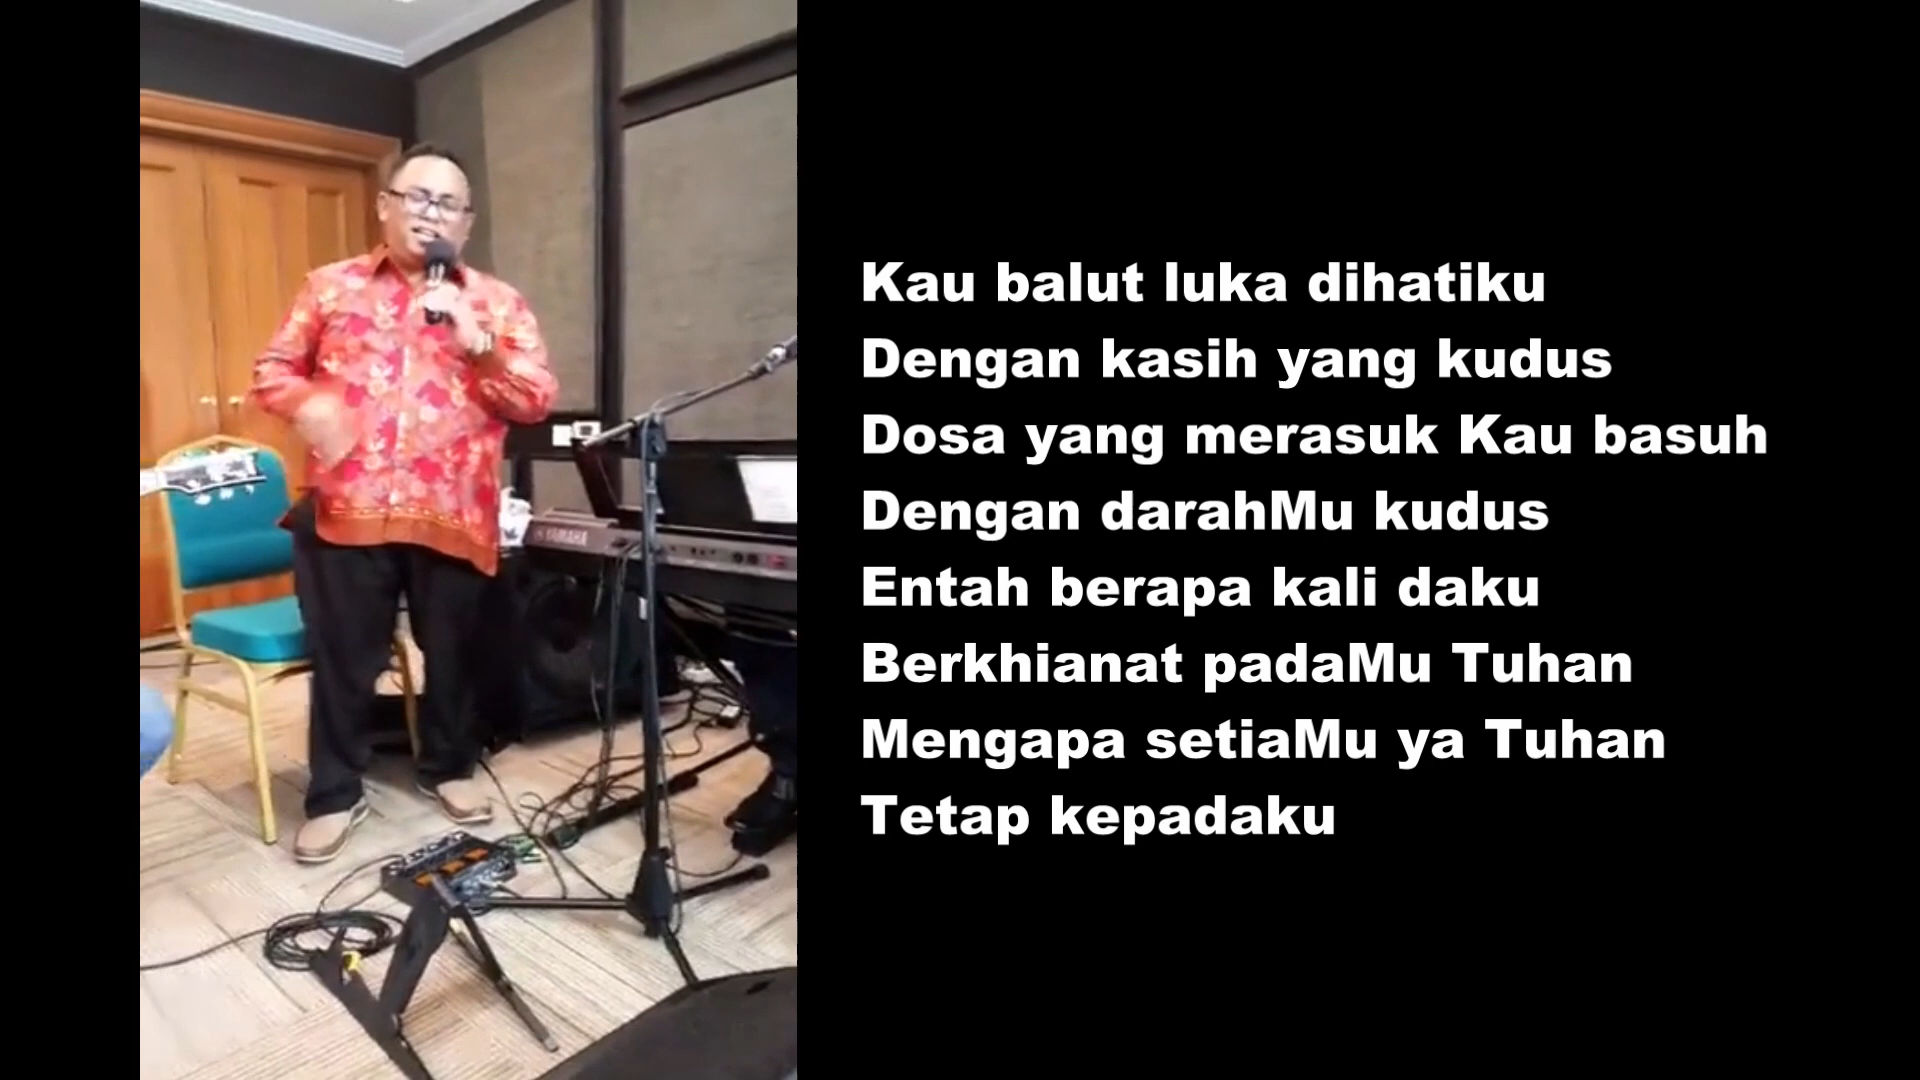 YAMAHA
Kau balut luka dihatiku
Dengan kasih yang kudus
Dosa yang merasuk Kau basuh
Dengan darahMu kudus
Entah berapa kali daku
Berkhianat padaMu Tuhan
Mengapa setiaMu ya Tuhan
Tetap kepadaku